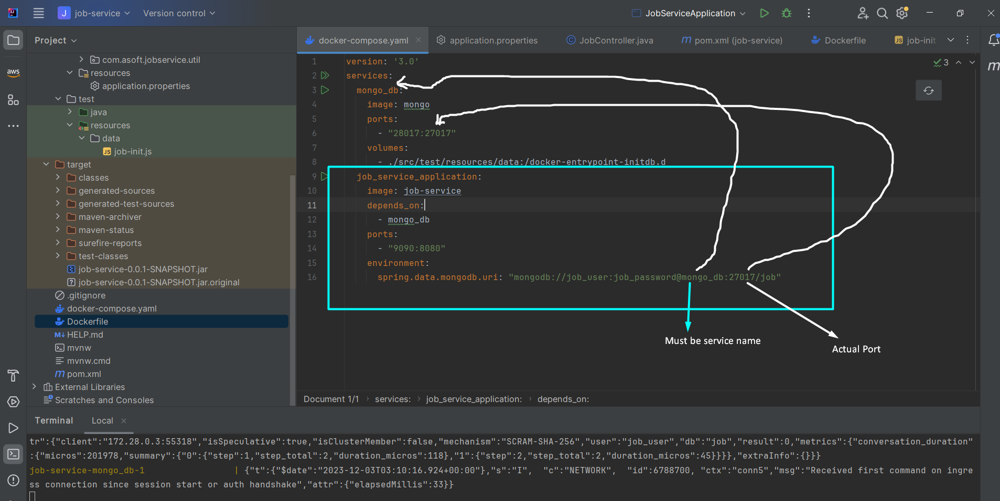 J job-service Version control JobServiceApplication
Project
docker-compose.yaml application.properties JobController.java pom.xml (job-service) Dockerfile job-init
com.asoft.jobservice.util
resources
application.properties
test
java
resources
data
job-init.js
target
classes
generated-sources
generated-test-sources
maven-archiver
maven-status
surefire-reports
test-classes
job-service-0.0.1-SNAPSHOT.jar
job-service-0.0.1-SNAPSHOT.jar.original
.gitignore
docker-compose.yaml
Dockerfile
HELP.md
mvnw
mvnw.cmd
pom.xml
External Libraries
Scratches and Consoles
aws
3
1 version: '3.0'
2 services:
3 mongo_db:
4 image: mongo
5 ports:
6 - "28017:27017"
7 volumes:
8 - ./src/test/resources/data:/docker-entrypoint-initdb.d
9 job_service_application:
10 image: job-service
11 depends_on:
12 - mongo_db
13 ports:
14 - "9090:8080"
15 environment:
16 spring.data.mongodb.uri: "mongodb://job_user:job_password@mongo_db:27017/job"
Must be service name
Actual Port
Document 1/1 › services: › job_service_application: › depends_on:
Terminal Local
tr":{"client":"172.28.0.3:55318","isSpeculative":true,"isClusterMember":false,"mechanism":"SCRAM-SHA-256","user":"job_user","db":"job","result":0,"metrics":{"conversation_duration"
:{"micros":201978,"summary":{"0":{"step":1,"step_total":2,"duration_micros":118},"1":{"step":2,"step_total":2,"duration_micros":45}}}},"extraInfo":{}}}
job-service-mongo_db-1 | {"t":{"$date":"2023-12-03T03:10:16.924+00:00"},"s":"I", "c":"NETWORK", "id":6788700, "ctx":"conn5","msg":"Received first command on ingre
ss connection since session start or auth handshake","attr":{"elapsedMillis":33}}